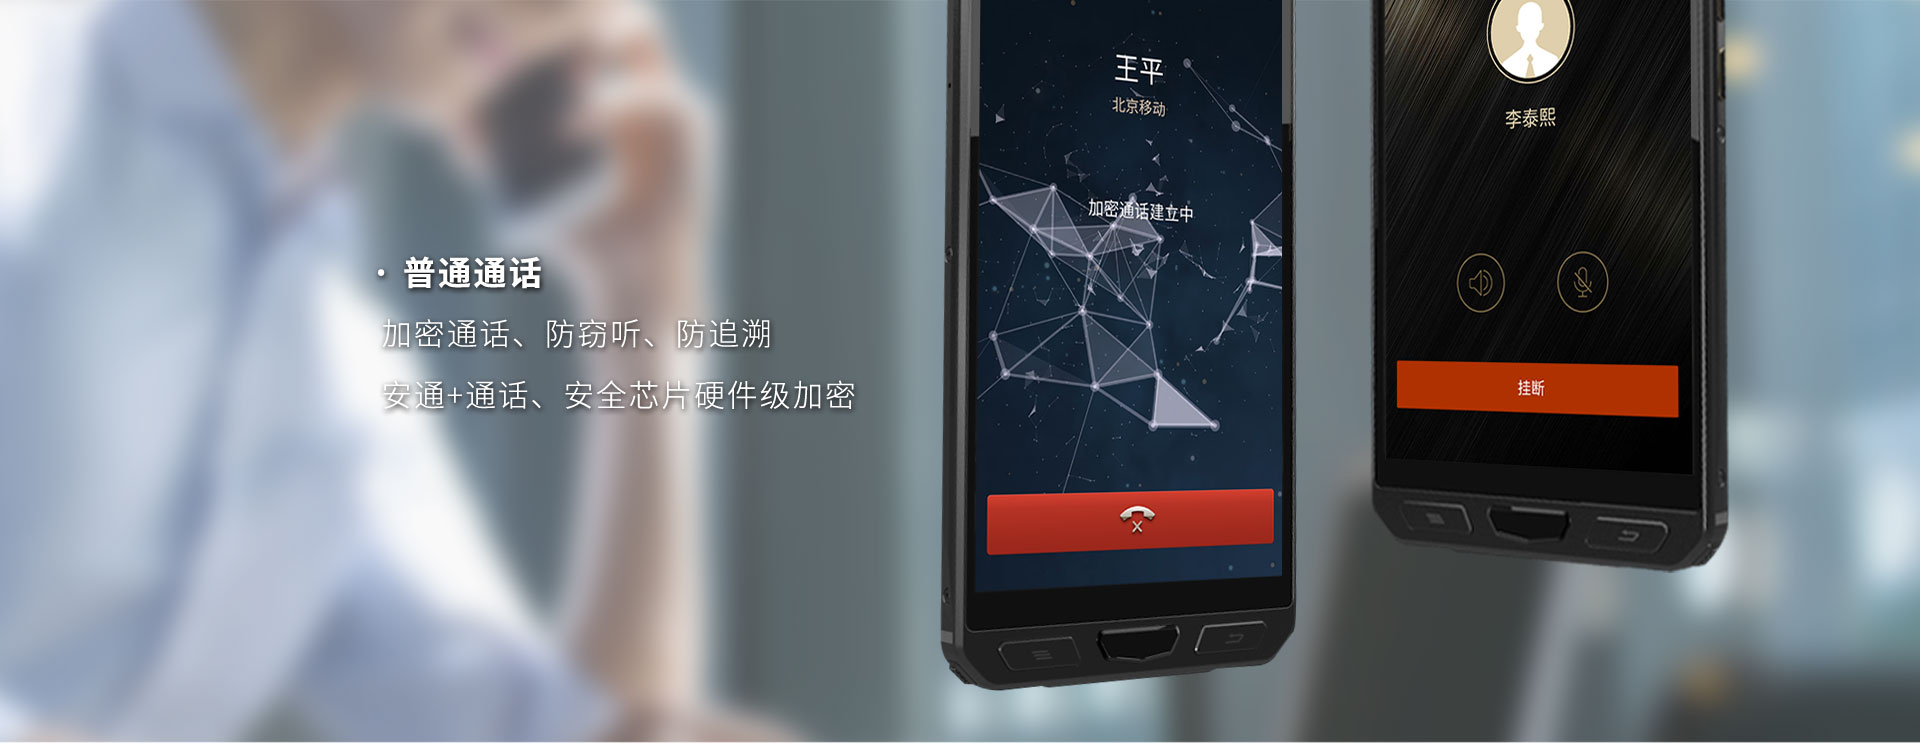 · 普通通话
加密通话、防窃听、防追溯
安通+通话、安全芯片硬件级加密
王平
北京移动
加密通话建立中
李泰熙
挂断